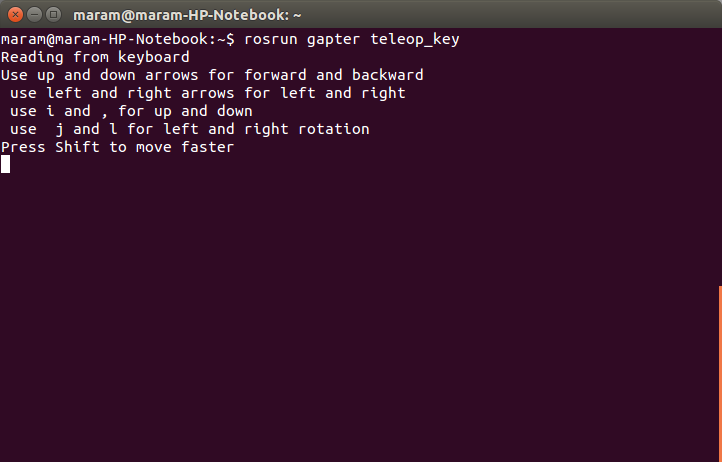 maram@maram-HP-Notebook: ~
maram@maram-HP-Notebook:~$ rosrun gapter teleop_key
Reading from keyboard
Use up and down arrows for forward and backward
 use left and right arrows for left and right
 use i and , for up and down
 use  j and l for left and right rotation
Press Shift to move faster